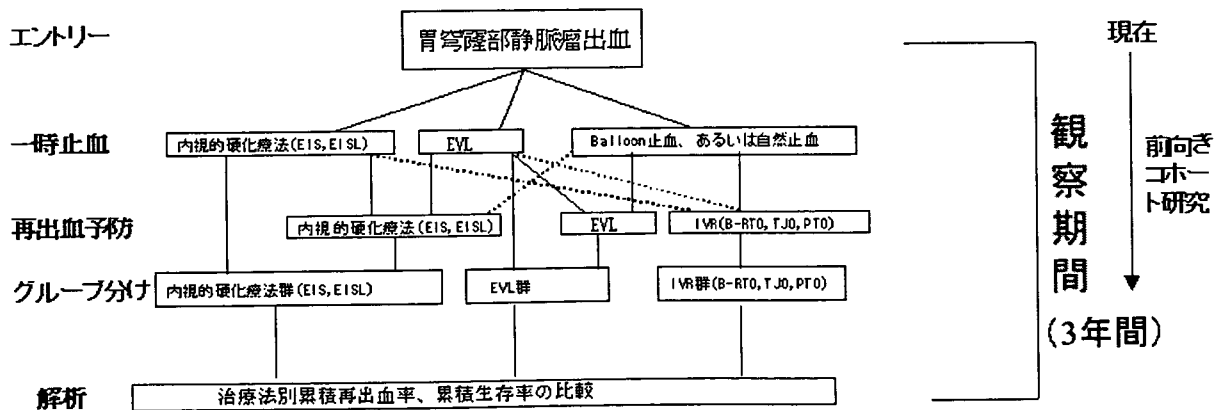 エントリー
胃穹窿部静脈瘤出血
現在
一時止血
内視的硬化療法(EIS,EISL)
EVL
Balloon止血、あるいは自然止血
再出血予防
内視的硬化療法(EIS,EISL)
EVL
IVR(B-RTO,TJO,PTO)
グループ分け
内視的硬化療法群(EIS,EISL)
EVL群
IVR群(B-RTO,TJO,PTO)
解析
治療法別累積再出血率、累積生存率の比較
観察期間
(3年間)
前向き
コホー
ト研究